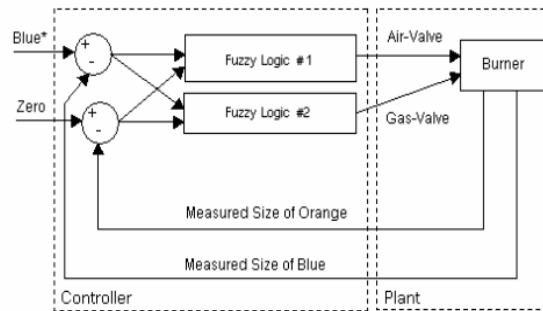 Blue*
+
-
Zero
+
-
Fuzzy Logic #1
Fuzzy Logic #2
Air-Valve
Gas-Valve
Burner
Measured Size of Orange
Measured Size of Blue
Controller
Plant